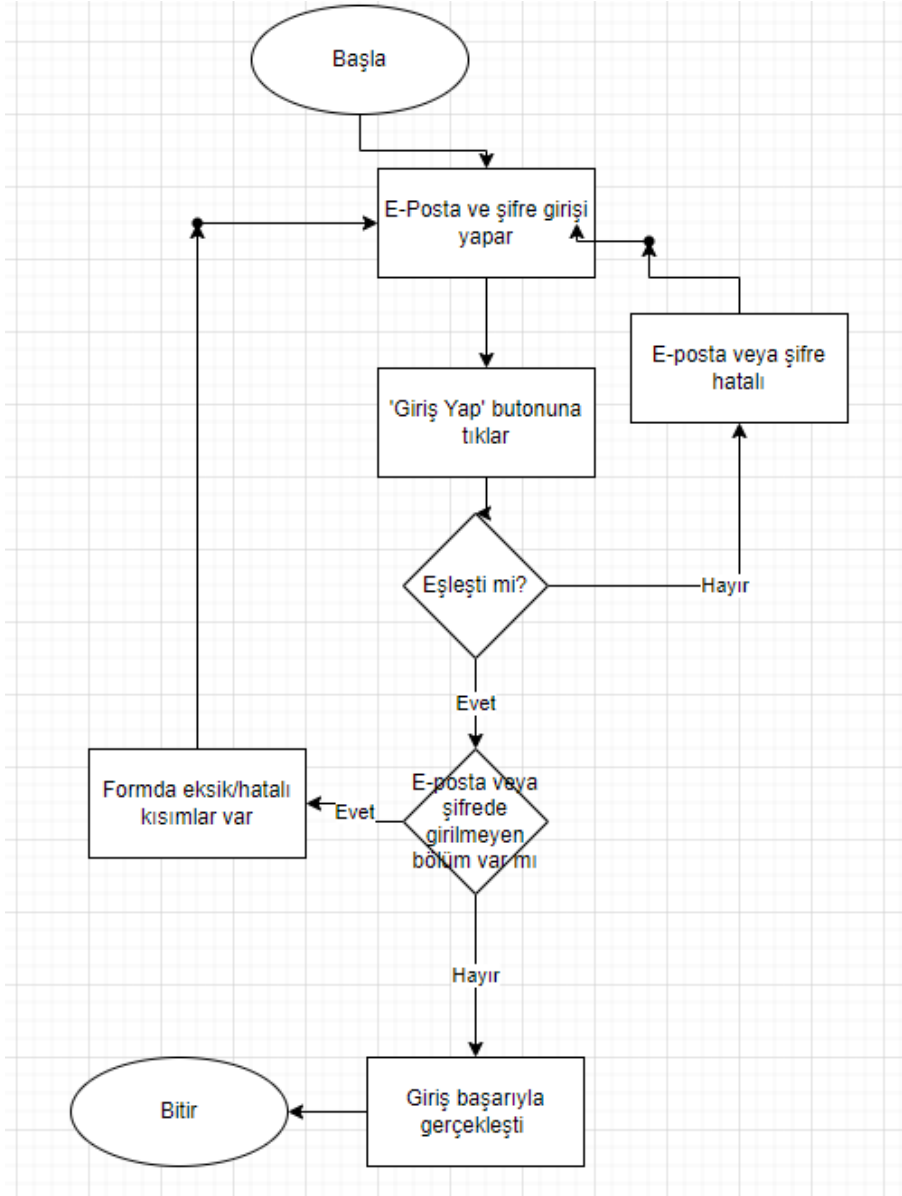 Başla
E-Posta ve şifre girişi
yapar
E-posta veya şifre
hatalı
'Giriş Yap' butonuna
tıklar
Eşleşti mi?
Hayır
Evet
Formda eksik/hatalı
kısımlar var
Evet
E-posta veya
şifrede
girilmeyen
bölüm var mı
Hayır
Giriş başarıyla
gerçekleşti
Bitir